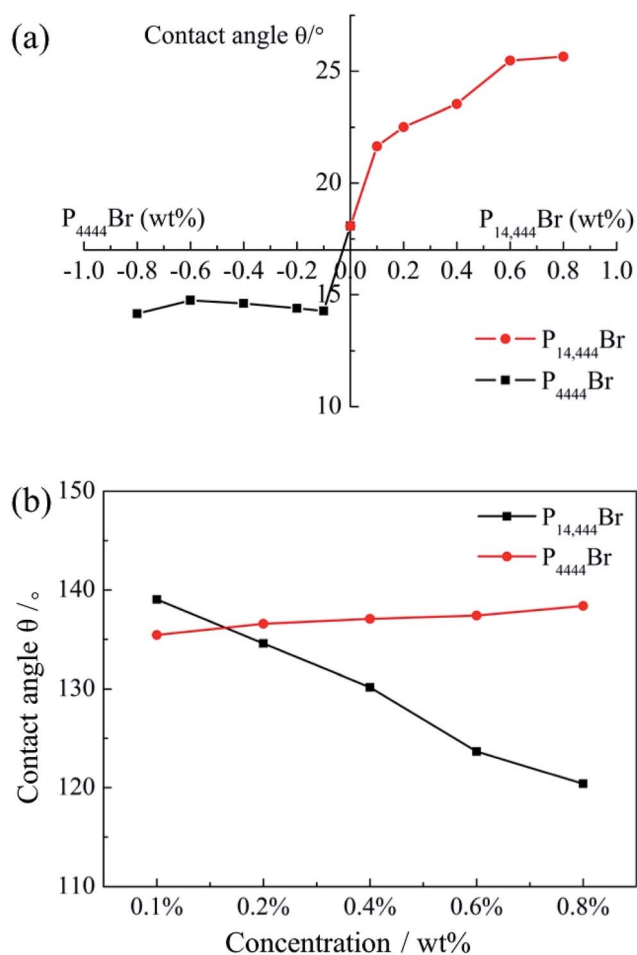 (a)
Contact angle θ/°
25
20
P4444Br (wt%)
P14,444Br (wt%)
-1.0 -0.8 -0.6 -0.4 -0.2 0.0 0.2 0.4 0.6 0.8 1.0
15
P14,444Br
P4444Br
10
(b)
150
P14,444Br
P4444Br
140
130
120
110
Contact angle θ /°
0.1% 0.2% 0.4% 0.6% 0.8%
Concentration / wt%